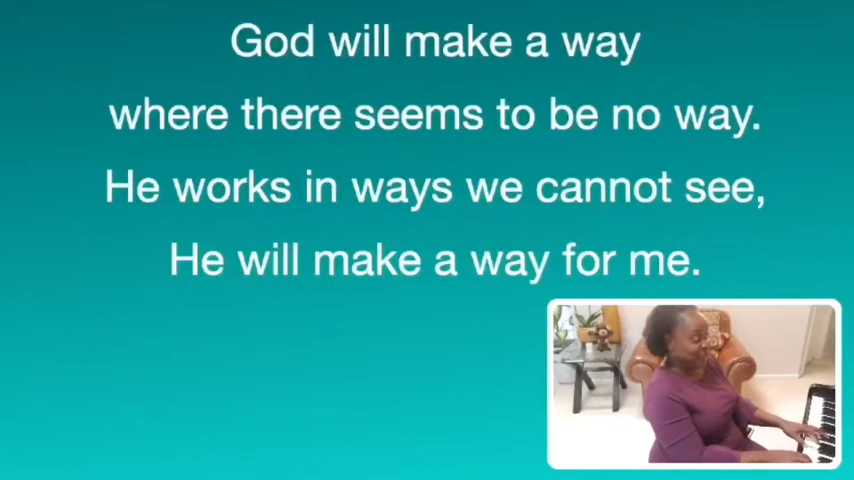 God will make a way
where there seems to be no way.
He works in ways we cannot see,
He will make a way for me.